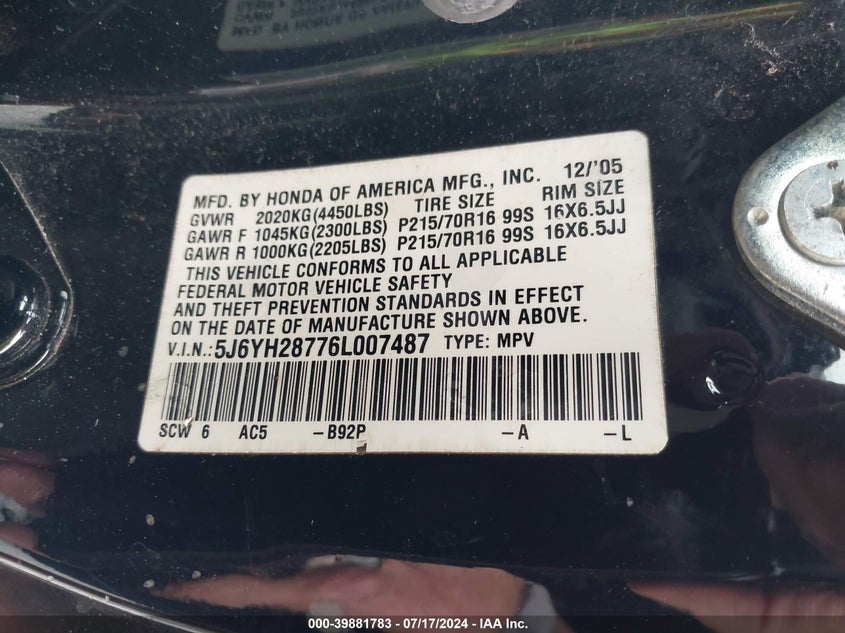 MFD. BY HONDA OF AMERICA MFG., INC. 12/'05
GVWR 2020KG(4450LBS) TIRE SIZE RIM SIZE
GAWR F 1045KG(2300LBS) P215/70R16 99S 16X6.5JJ
GAWR R 1000KG(2205LBS) P215/70R16 99S 16X6.5JJ
THIS VEHICLE CONFORMS TO ALL APPLICABLE
FEDERAL MOTOR VEHICLE SAFETY
AND THEFT PREVENTION STANDARDS IN EFFECT
ON THE DATE OF MANUFACTURE SHOWN ABOVE.
V.I.N.:5J6YH28776L007487 TYPE: MPV
SCW 6 AC5 -B92P -A -L
000-39881783 - 07/17/2024 - IAA Inc.